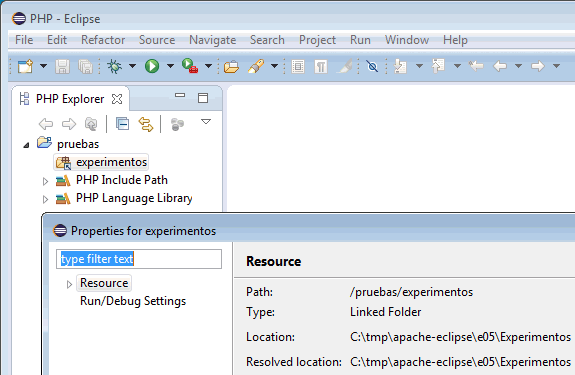 PHP - Eclipse
File Edit Refactor Source Navigate Search Project Run Window Help
PHP Explorer
pruebas
experimentos
PHP Include Path
PHP Language Library
Properties for experimentos
type filter text
Resource
Run/Debug Settings
Resource
Path: /pruebas/experimentos
Type: Linked Folder
Location: C:\tmp\apache-eclipse\e05\Experimentos
Resolved location: C:\tmp\apache-eclipse\e05\Experimentos